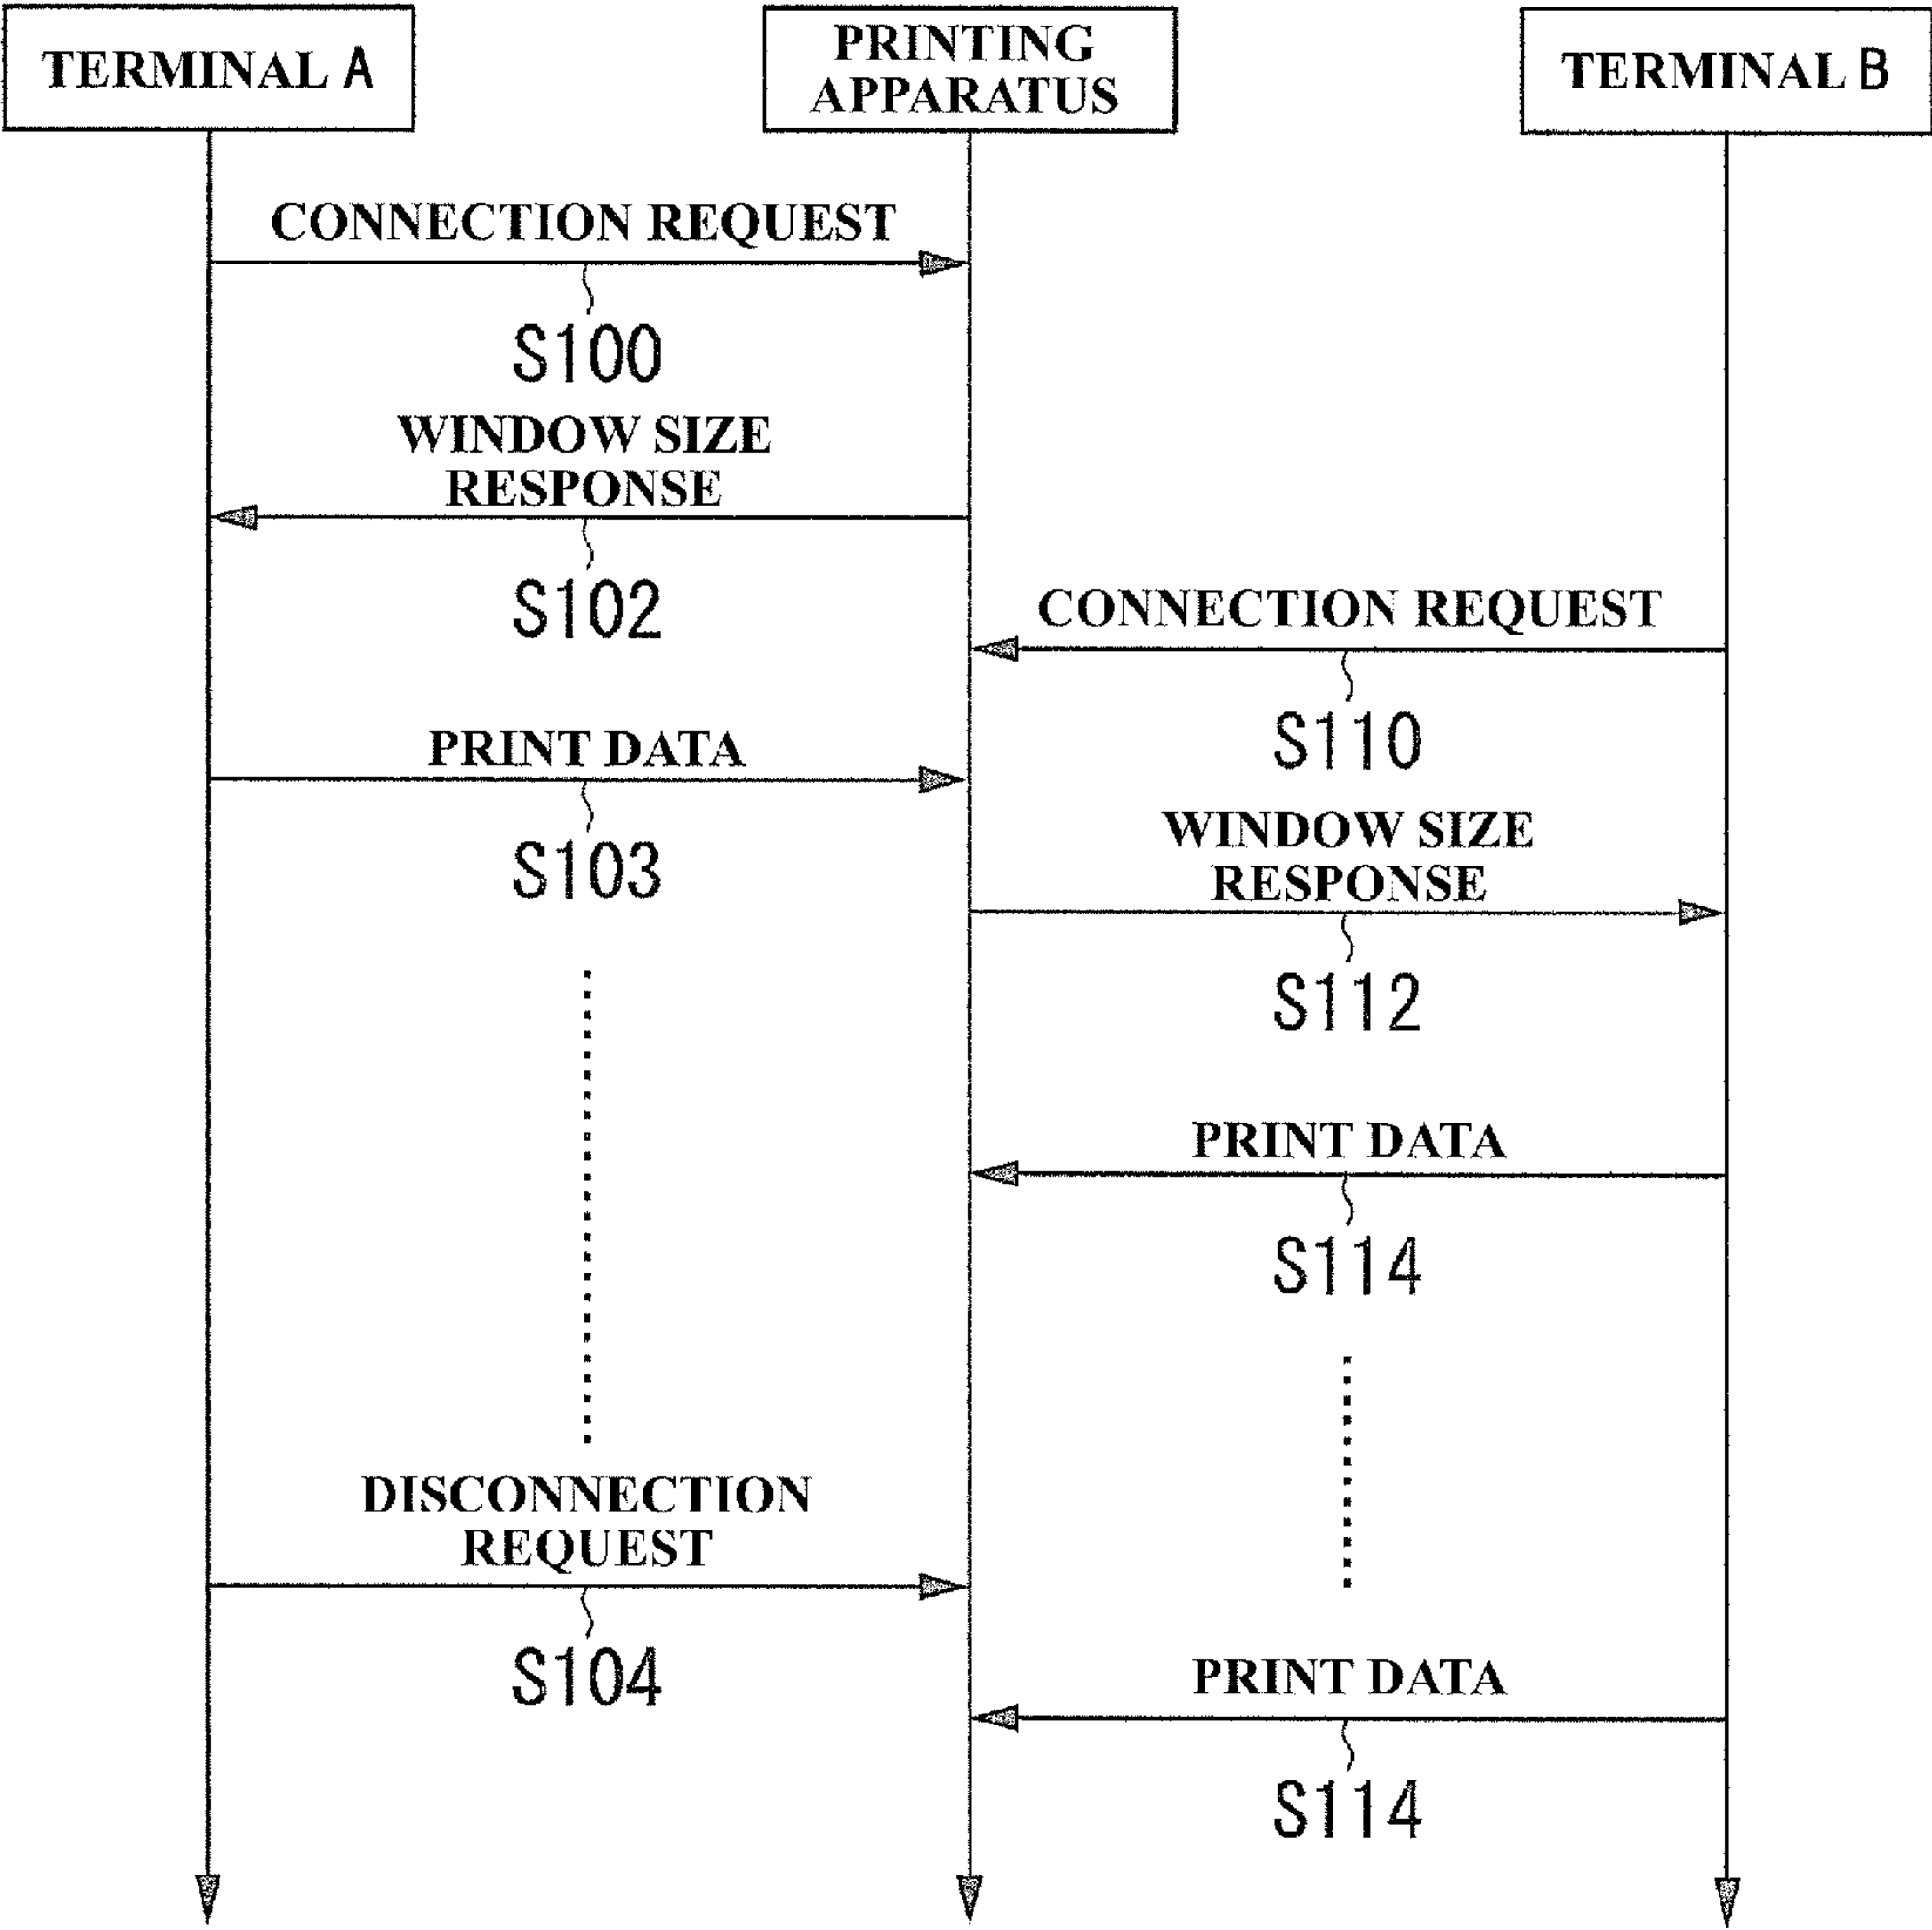 TERMINAL A
PRINTING
APPARATUS
TERMINAL B
CONNECTION REQUEST
S100
WINDOW SIZE
RESPONSE
S102
CONNECTION REQUEST
S110
PRINT DATA
S103
WINDOW SIZE
RESPONSE
S112
PRINT DATA
S114
DISCONNECTION
REQUEST
S104
PRINT DATA
S114